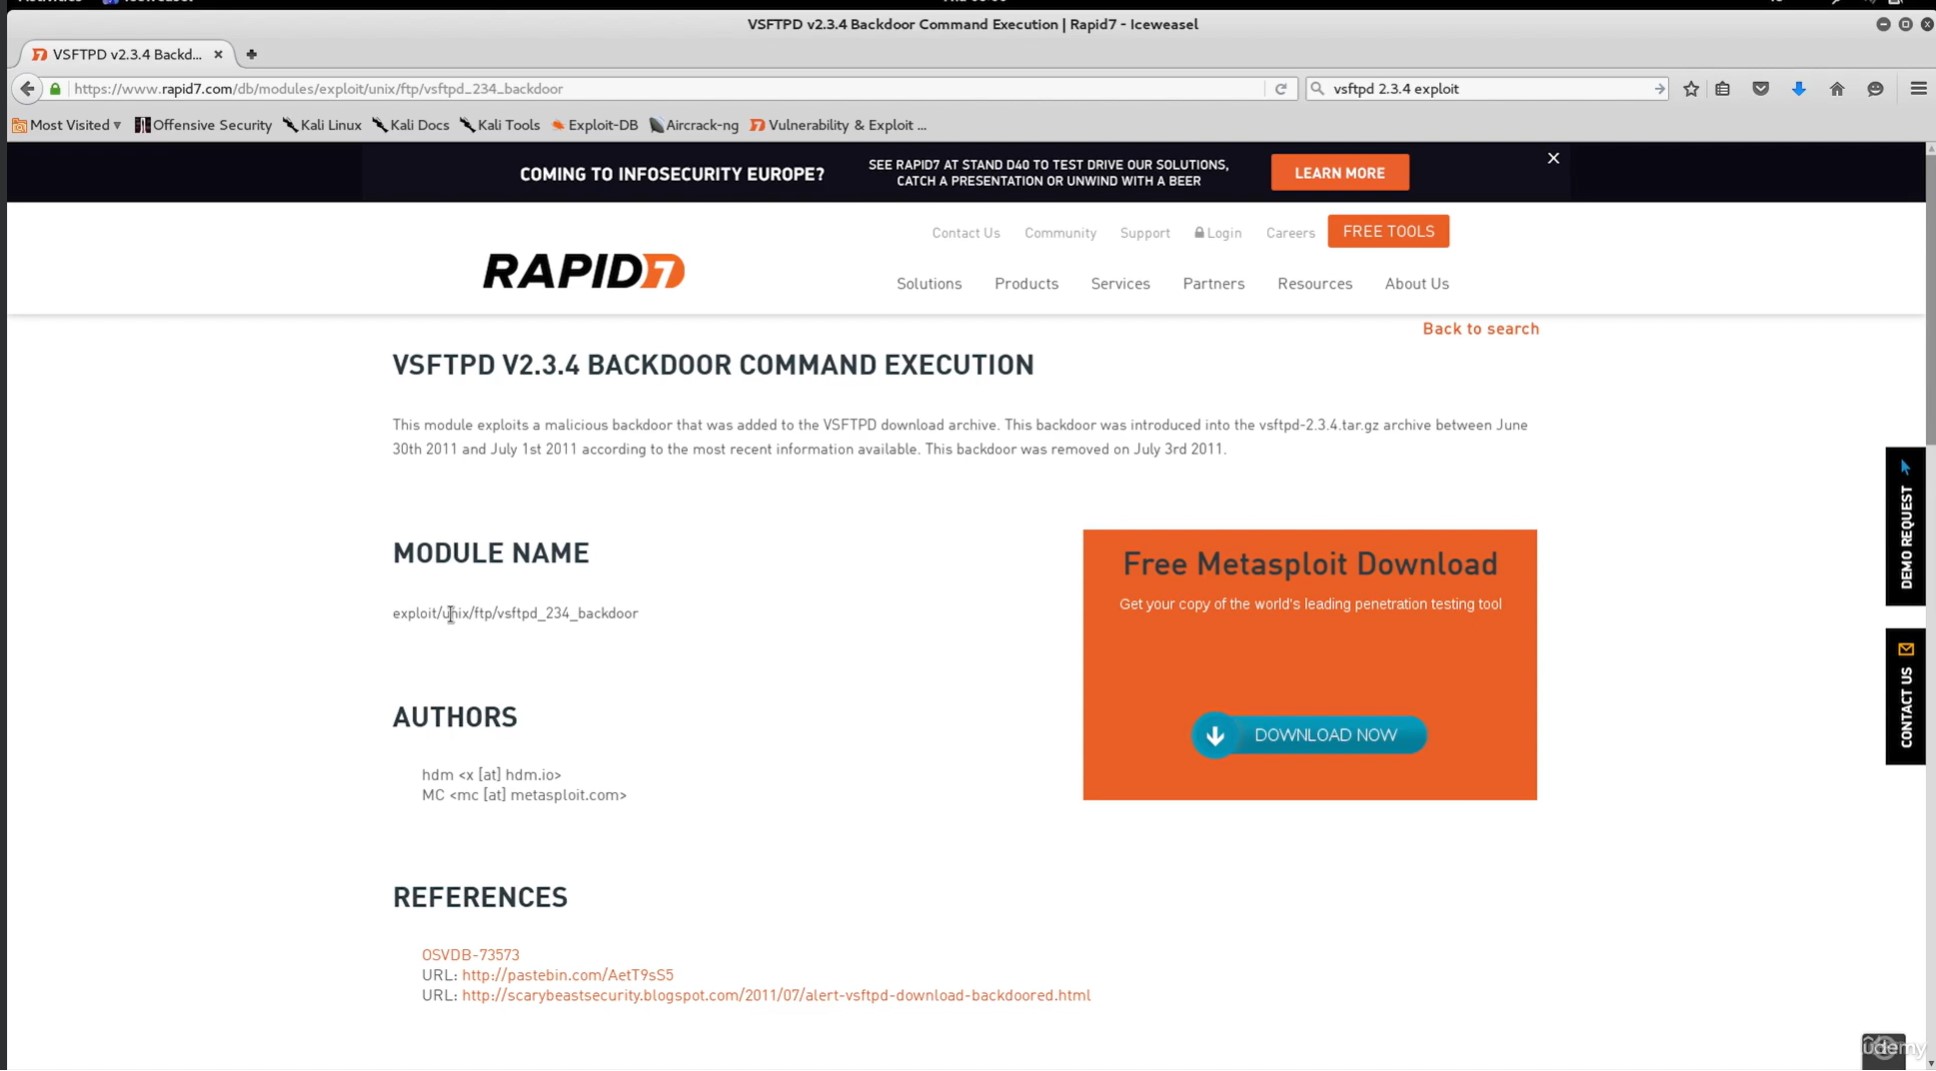 VSFTPD v2.3.4 Backdoor Command Execution | Rapid7 - Iceweasel
VSFTPD v2.3.4 Backd...
https://www.rapid7.com/db/modules/exploit/unix/ftp/vsftpd_234_backdoor
vsftpd 2.3.4 exploit
Most Visited
Offensive Security
Kali Linux
Kali Docs
Kali Tools
Exploit-DB
Aircrack-ng
Vulnerability & Exploit ...
COMING TO INFOSECURITY EUROPE?
SEE RAPID7 AT STAND D40 TO TEST DRIVE OUR SOLUTIONS,
CATCH A PRESENTATION OR UNWIND WITH A BEER
LEARN MORE
Contact Us
Community
Support
Login
Careers
FREE TOOLS
RAPID7
Solutions
Products
Services
Partners
Resources
About Us
Back to search
VSFTPD V2.3.4 BACKDOOR COMMAND EXECUTION
This module exploits a malicious backdoor that was added to the VSFTPD download archive. This backdoor was introduced into the vsftpd-2.3.4.tar.gz archive between June
30th 2011 and July 1st 2011 according to the most recent information available. This backdoor was removed on July 3rd 2011.
MODULE NAME
exploit/unix/ftp/vsftpd_234_backdoor
Free Metasploit Download
Get your copy of the world's leading penetration testing tool
DOWNLOAD NOW
AUTHORS
hdm <x [at] hdm.io>
MC <mc [at] metasploit.com>
REFERENCES
OSVDB-73573
URL: http://pastebin.com/AetT9sS5
URL: http://scarybeastsecurity.blogspot.com/2011/07/alert-vsftpd-download-backdoored.html
DEMO REQUEST
CONTACT US
ûdemy